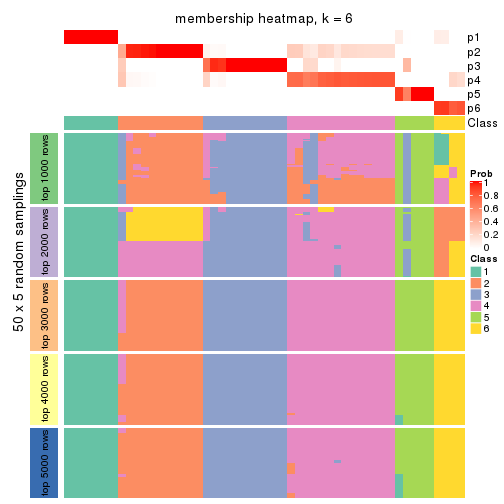 membership heatmap, k = 6
p1
p2
p3
p4
p5
p6
Class
50 x 5 random samplings
top 1000 rows
top 2000 rows
top 3000 rows
top 4000 rows
top 5000 rows
Prob
1
0.8
0.6
0.4
0.2
0
Class
1
2
3
4
5
6